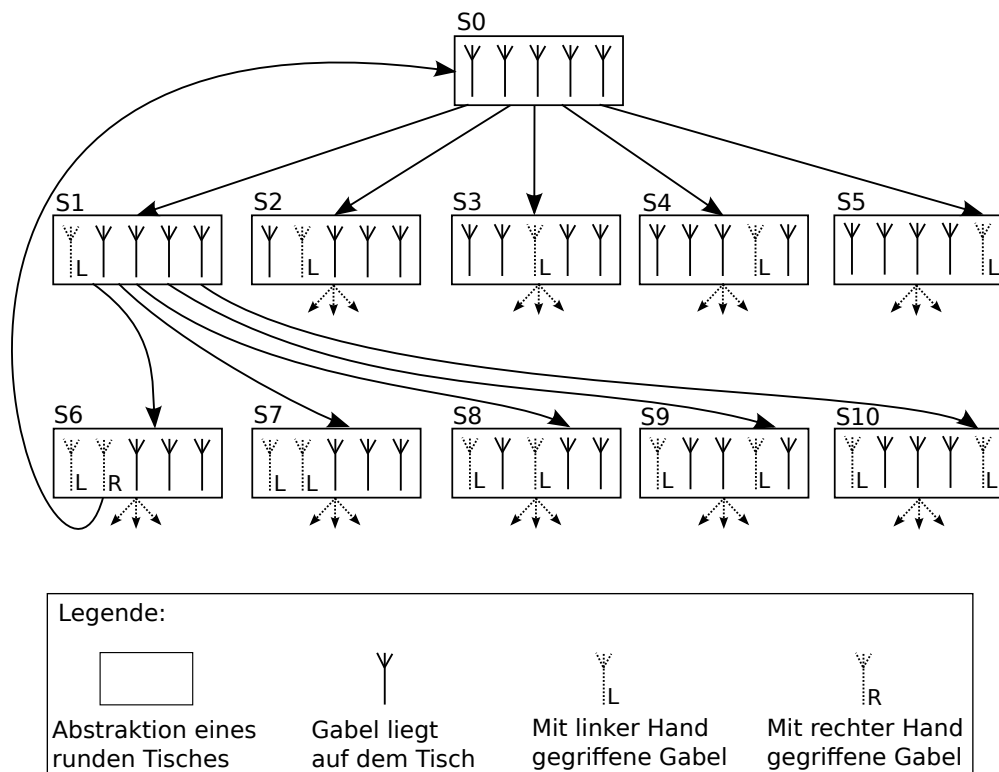 S0
S1
S2
S3
S4
S5
L
L
L
L
L
S6
S7
S8
S9
S10
L R
L L
L L
L L
L L
Legende:
L
R
Abstraktion eines
runden Tisches
Gabel liegt
auf dem Tisch
Mit linker Hand
gegriffene Gabel
Mit rechter Hand
gegriffene Gabel